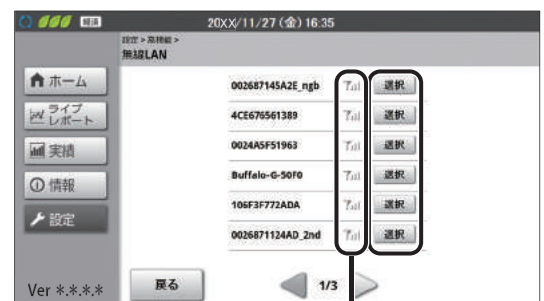 経済 20XX/11/27 (金) 16:35
設定 > 高機能 >
無線LAN
ホーム
ライブ
レポート
実績
情報
設定
Ver *.*.*.*
002687145A2E_ngb 選択
4CE676561389 選択
0024A5F51963 選択
Buffalo-G-50F0 選択
106F3F772ADA 選択
0026871124AD_2nd 選択
戻る 1/3